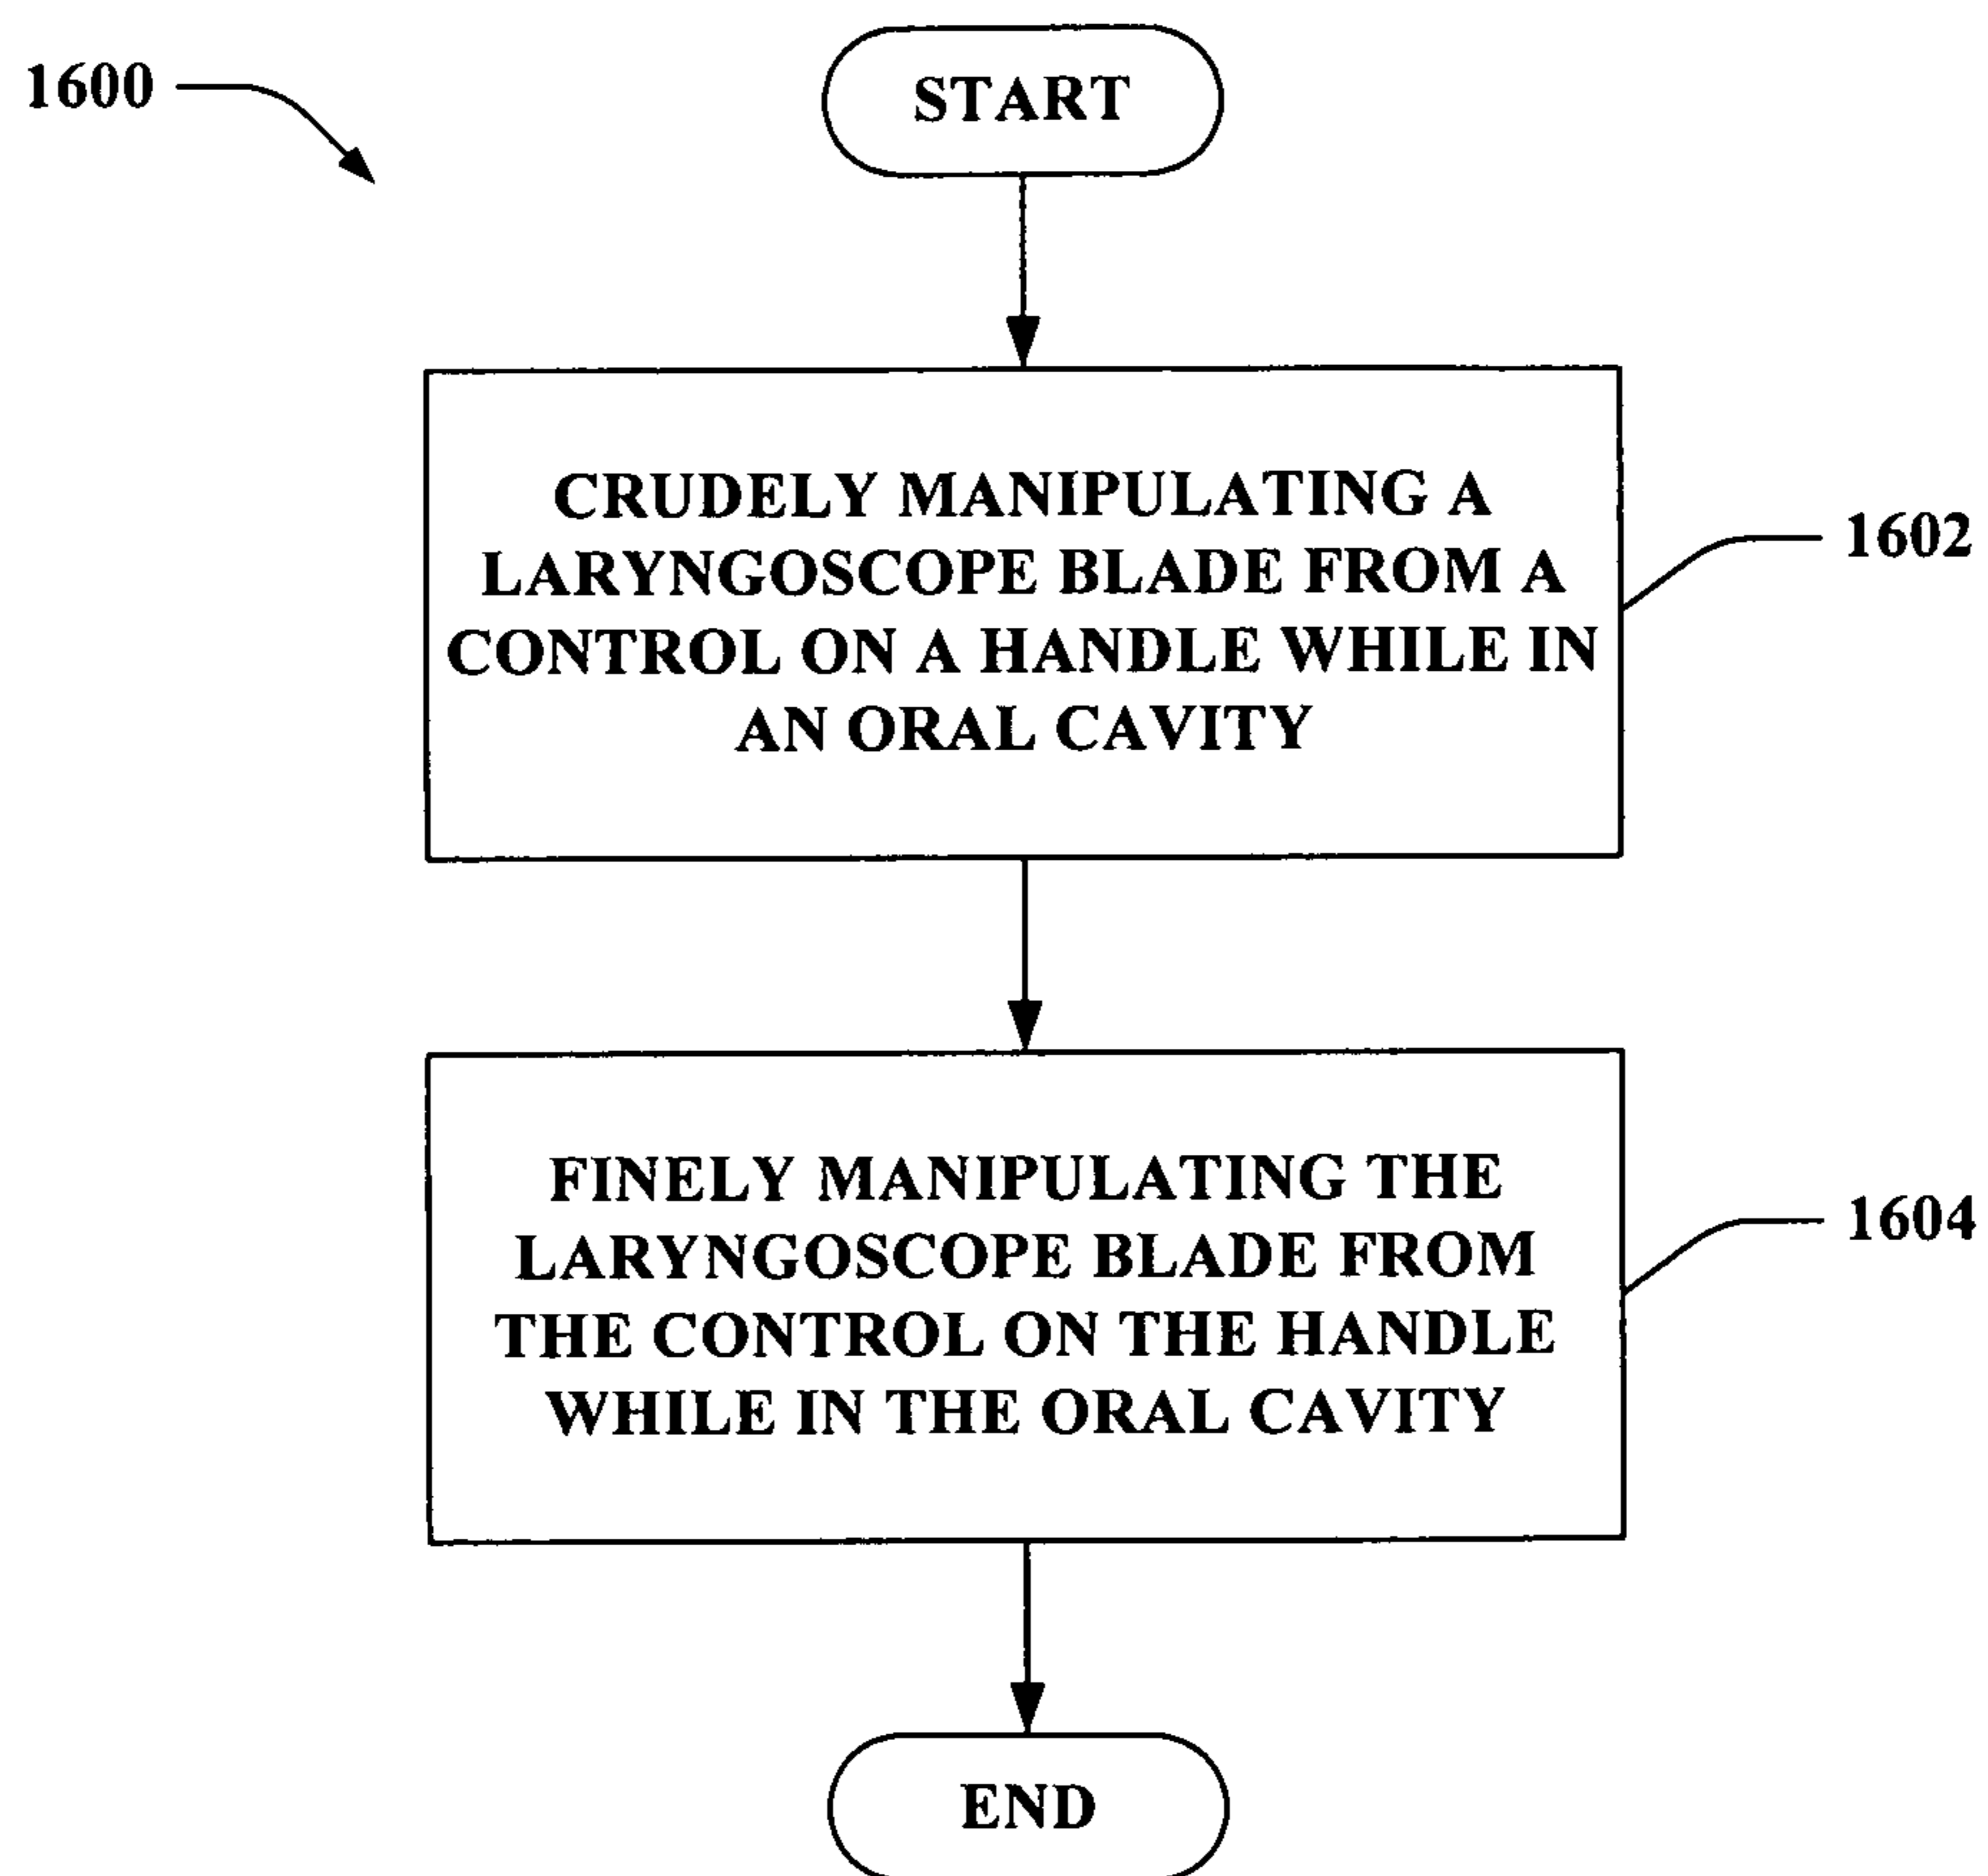 1600
START
CRUDELY MANIPULATING A
LARYNGOSCOPE BLADE FROM A
CONTROL ON A HANDLE WHILE IN
AN ORAL CAVITY
1602
FINELY MANIPULATING THE
LARYNGOSCOPE BLADE FROM
THE CONTROL ON THE HANDLE
WHILE IN THE ORAL CAVITY
1604
END